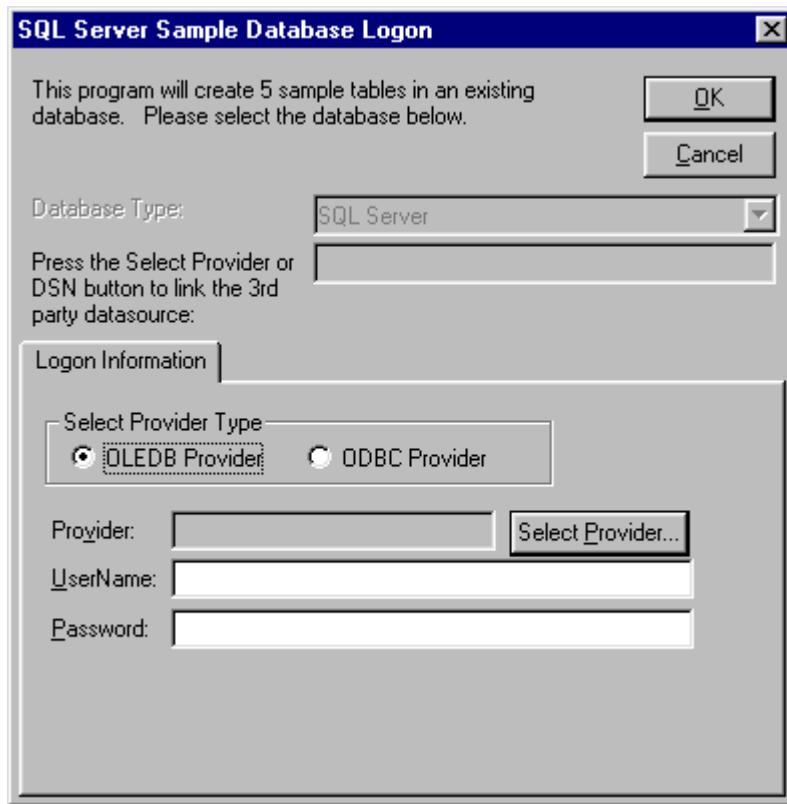 SQL Server Sample Database Logon
This program will create 5 sample tables in an existing
database.   Please select the database below.
OK
Cancel
Database Type:
SQL Server
Press the Select Provider or
DSN button to link the 3rd
party datasource:
Logon Information
Select Provider Type
OLEDB Provider
ODBC Provider
Provider:
Select Provider...
UserName:
Password: